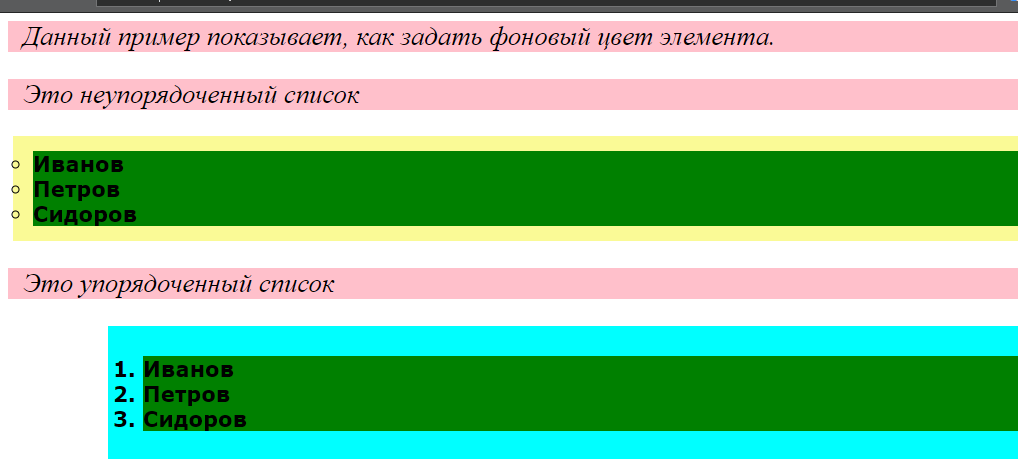 Данный пример показывает, как задать фоновый цвет элемента.
Это неупорядоченный список
Иванов
Петров
Сидоров
Это упорядоченный список
1. Иванов
2. Петров
3. Сидоров